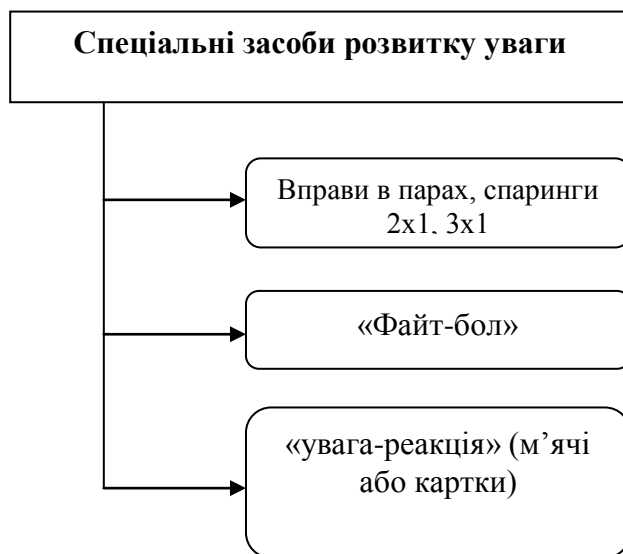 Спеціальні засоби розвитку уваги
Вправи в парах, спаринги
2х1, 3х1
«Файт-бол»
«увага-реакція» (м’ячі
або картки)